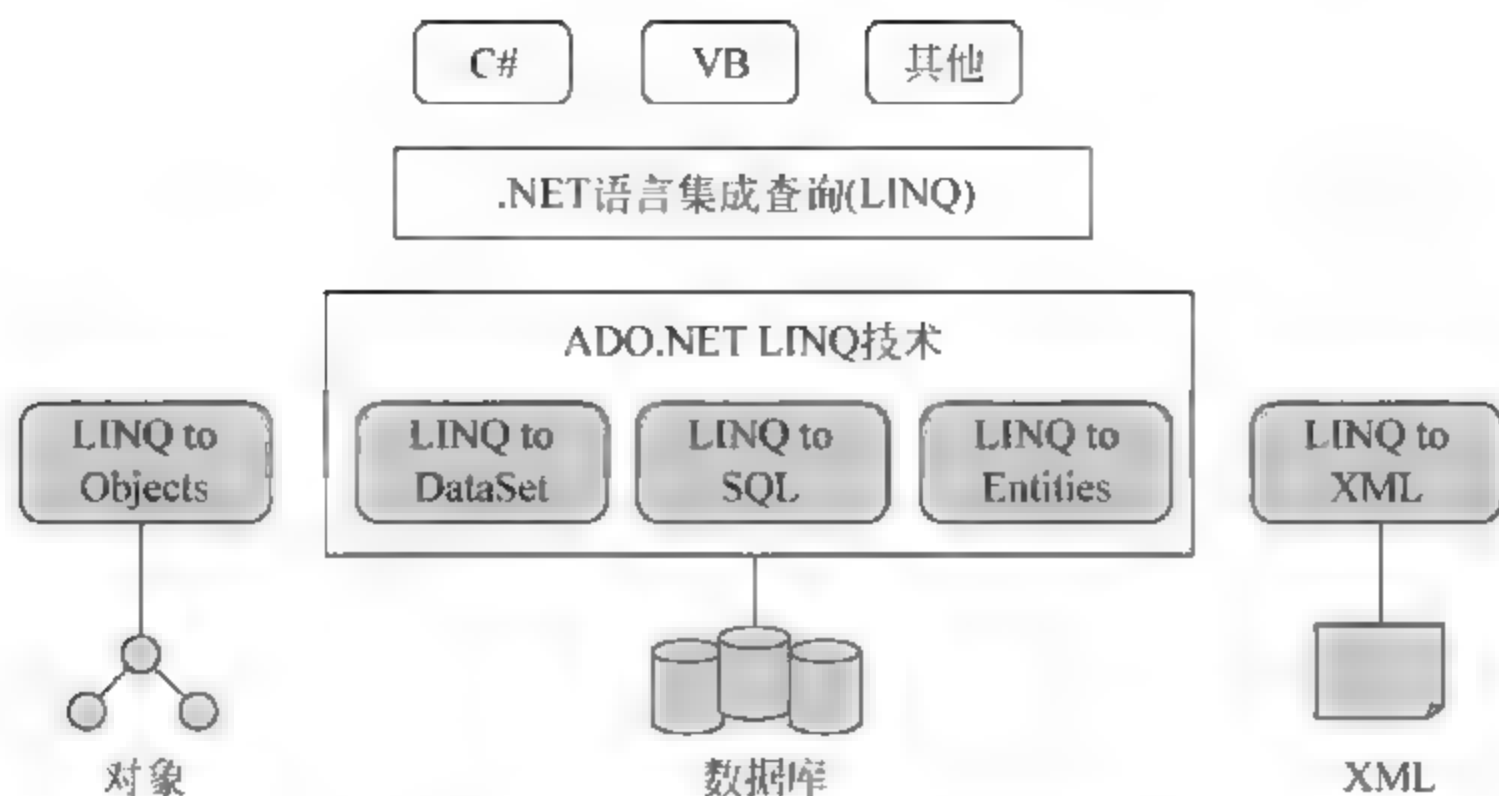 C#
VB
其他
.NET语言集成查询(LINQ)
ADO.NET LINQ技术
LINQ to
Objects
LINQ to
DataSet
LINQ to
SQL
LINQ to
Entities
LINQ to
XML
对象
数据库
XML